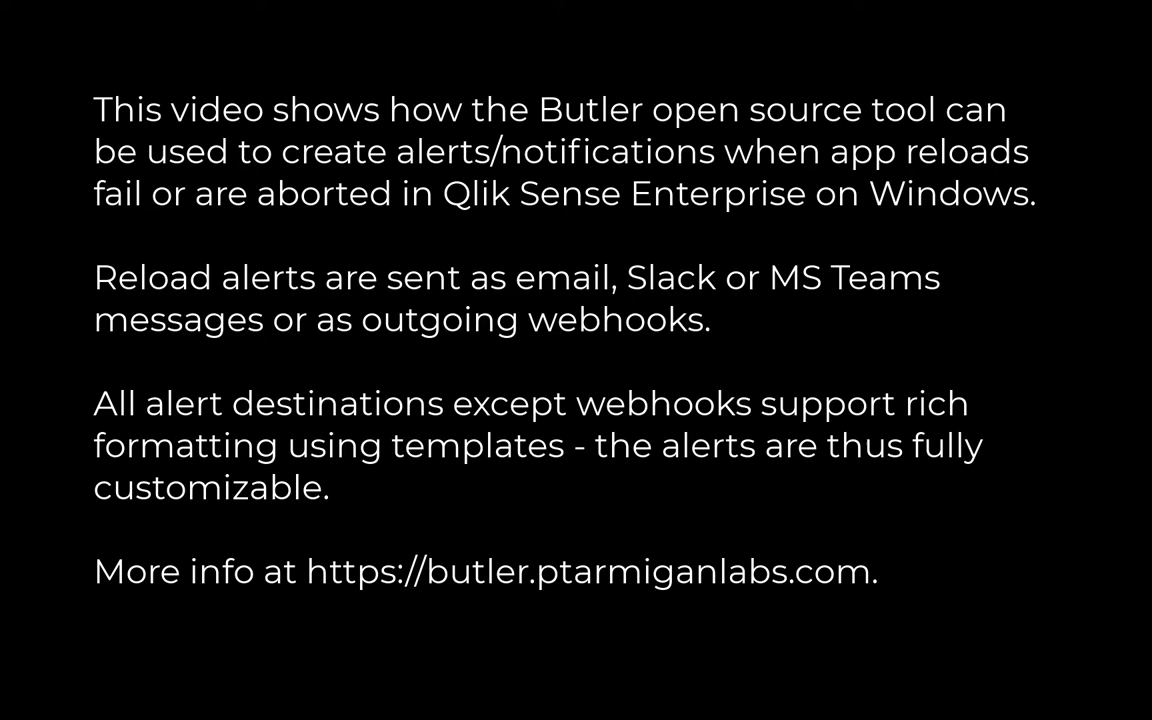 This video shows how the Butler open source tool can
be used to create alerts/notifications when app reloads
fail or are aborted in Qlik Sense Enterprise on Windows.
Reload alerts are sent as email, Slack or MS Teams
messages or as outgoing webhooks.
All alert destinations except webhooks support rich
formatting using templates - the alerts are thus fully
customizable.
More info at https://butler.ptarmiganlabs.com.